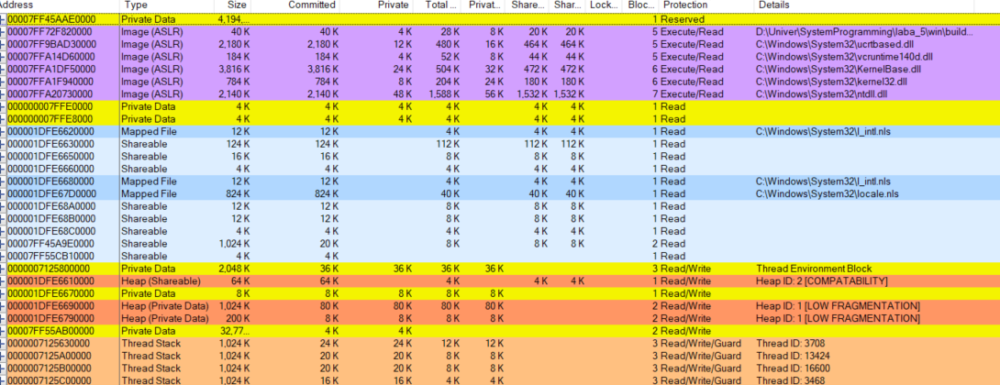 Address Type Size Committed Private Total ... Privat... Share... Shar... Lock... Bloc... Protection Details
00007FF45AAE0000 Private Data 4,194,... 1 Reserved
00007FF72F820000 Image (ASLR) 40 K 40 K 4 K 28 K 8 K 20 K 20 K 5 Execute/Read D:\Univer\SystemProgramming\laba_5\win\build...
00007FF9BAD30000 Image (ASLR) 2,180 K 2,180 K 12 K 480 K 16 K 464 K 464 K 5 Execute/Read C:\Windows\System32\ucrtbased.dll
00007FFA14D60000 Image (ASLR) 184 K 184 K 4 K 52 K 8 K 44 K 44 K 5 Execute/Read C:\Windows\System32\vcruntime140d.dll
00007FFA1DF50000 Image (ASLR) 3,816 K 3,816 K 24 K 504 K 32 K 472 K 472 K 6 Execute/Read C:\Windows\System32\KernelBase.dll
00007FFA1F940000 Image (ASLR) 784 K 784 K 8 K 204 K 24 K 180 K 180 K 6 Execute/Read C:\Windows\System32\kernel32.dll
00007FFA20730000 Image (ASLR) 2,140 K 2,140 K 48 K 1,588 K 56 K 1,532 K 1,532 K 7 Execute/Read C:\Windows\System32\ntdll.dll
000000007FFE0000 Private Data 4 K 4 K 4 K 4 K 4 K 4 K 1 Read
000000007FFE8000 Private Data 4 K 4 K 4 K 4 K 4 K 4 K 1 Read
000001DFE6620000 Mapped File 12 K 12 K 4 K 4 K 4 K 1 Read C:\Windows\System32\l_intl.nls
000001DFE6630000 Shareable 124 K 124 K 112 K 112 K 112 K 1 Read
000001DFE6650000 Shareable 16 K 16 K 8 K 8 K 8 K 1 Read
000001DFE6660000 Shareable 4 K 4 K 4 K 4 K 4 K 1 Read
000001DFE6680000 Mapped File 12 K 12 K 4 K 4 K 4 K 1 Read C:\Windows\System32\l_intl.nls
000001DFE67D0000 Mapped File 824 K 824 K 40 K 40 K 40 K 1 Read C:\Windows\System32\locale.nls
000001DFE68A0000 Shareable 12 K 12 K 8 K 8 K 8 K 1 Read
000001DFE68B0000 Shareable 12 K 12 K 8 K 8 K 8 K 1 Read
000001DFE68C0000 Shareable 4 K 4 K 4 K 4 K 4 K 1 Read
00007FF45A9E0000 Shareable 1,024 K 20 K 8 K 8 K 8 K 2 Read
00007FF55CB10000 Shareable 4 K 4 K 1 Read
0000007125800000 Private Data 2,048 K 36 K 36 K 36 K 36 K 3 Read/Write Thread Environment Block
000001DFE6610000 Heap (Shareable) 64 K 64 K 4 K 4 K 4 K 1 Read/Write Heap ID: 2 [COMPATABILITY]
000001DFE6670000 Private Data 8 K 8 K 8 K 8 K 8 K 1 Read/Write
000001DFE6690000 Heap (Private Data) 1,024 K 80 K 80 K 80 K 80 K 2 Read/Write Heap ID: 1 [LOW FRAGMENTATION]
000001DFE6790000 Heap (Private Data) 200 K 8 K 8 K 8 K 8 K 2 Read/Write Heap ID: 1 [LOW FRAGMENTATION]
00007FF55AB00000 Private Data 32,77... 4 K 4 K 2 Read/Write
0000007125630000 Thread Stack 1,024 K 24 K 24 K 12 K 12 K 3 Read/Write/Guard Thread ID: 3708
0000007125A00000 Thread Stack 1,024 K 20 K 20 K 8 K 8 K 3 Read/Write/Guard Thread ID: 13424
0000007125B00000 Thread Stack 1,024 K 20 K 20 K 8 K 8 K 3 Read/Write/Guard Thread ID: 16600
0000007125C00000 Thread Stack 1,024 K 16 K 16 K 4 K 4 K 3 Read/Write/Guard Thread ID: 3468